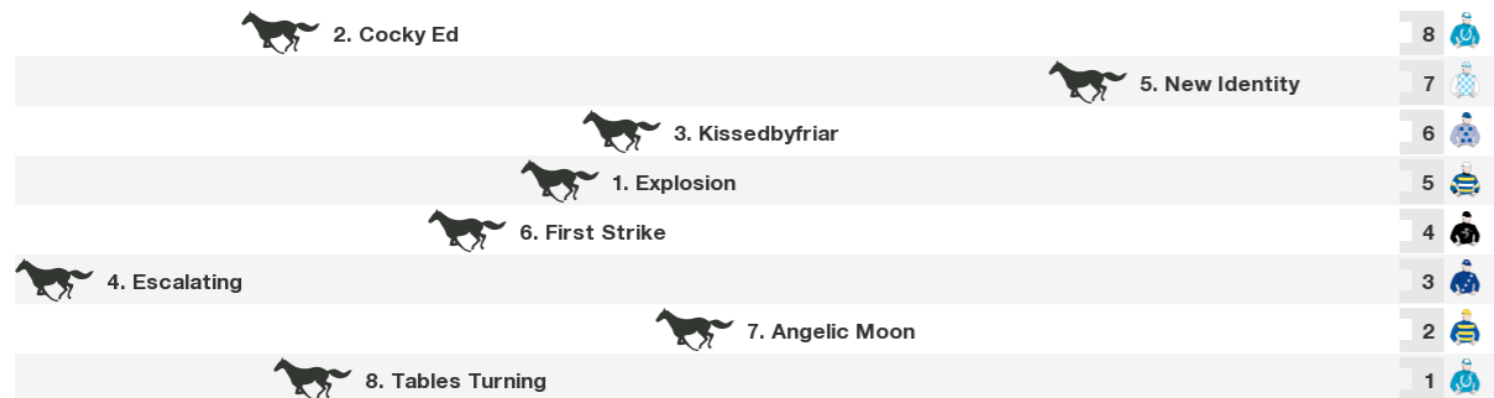 2. Cocky Ed 8
5. New Identity 7
3. Kissedbyfriar 6
1. Explosion 5
6. First Strike 4
4. Escalating 3
7. Angelic Moon 2
8. Tables Turning 1